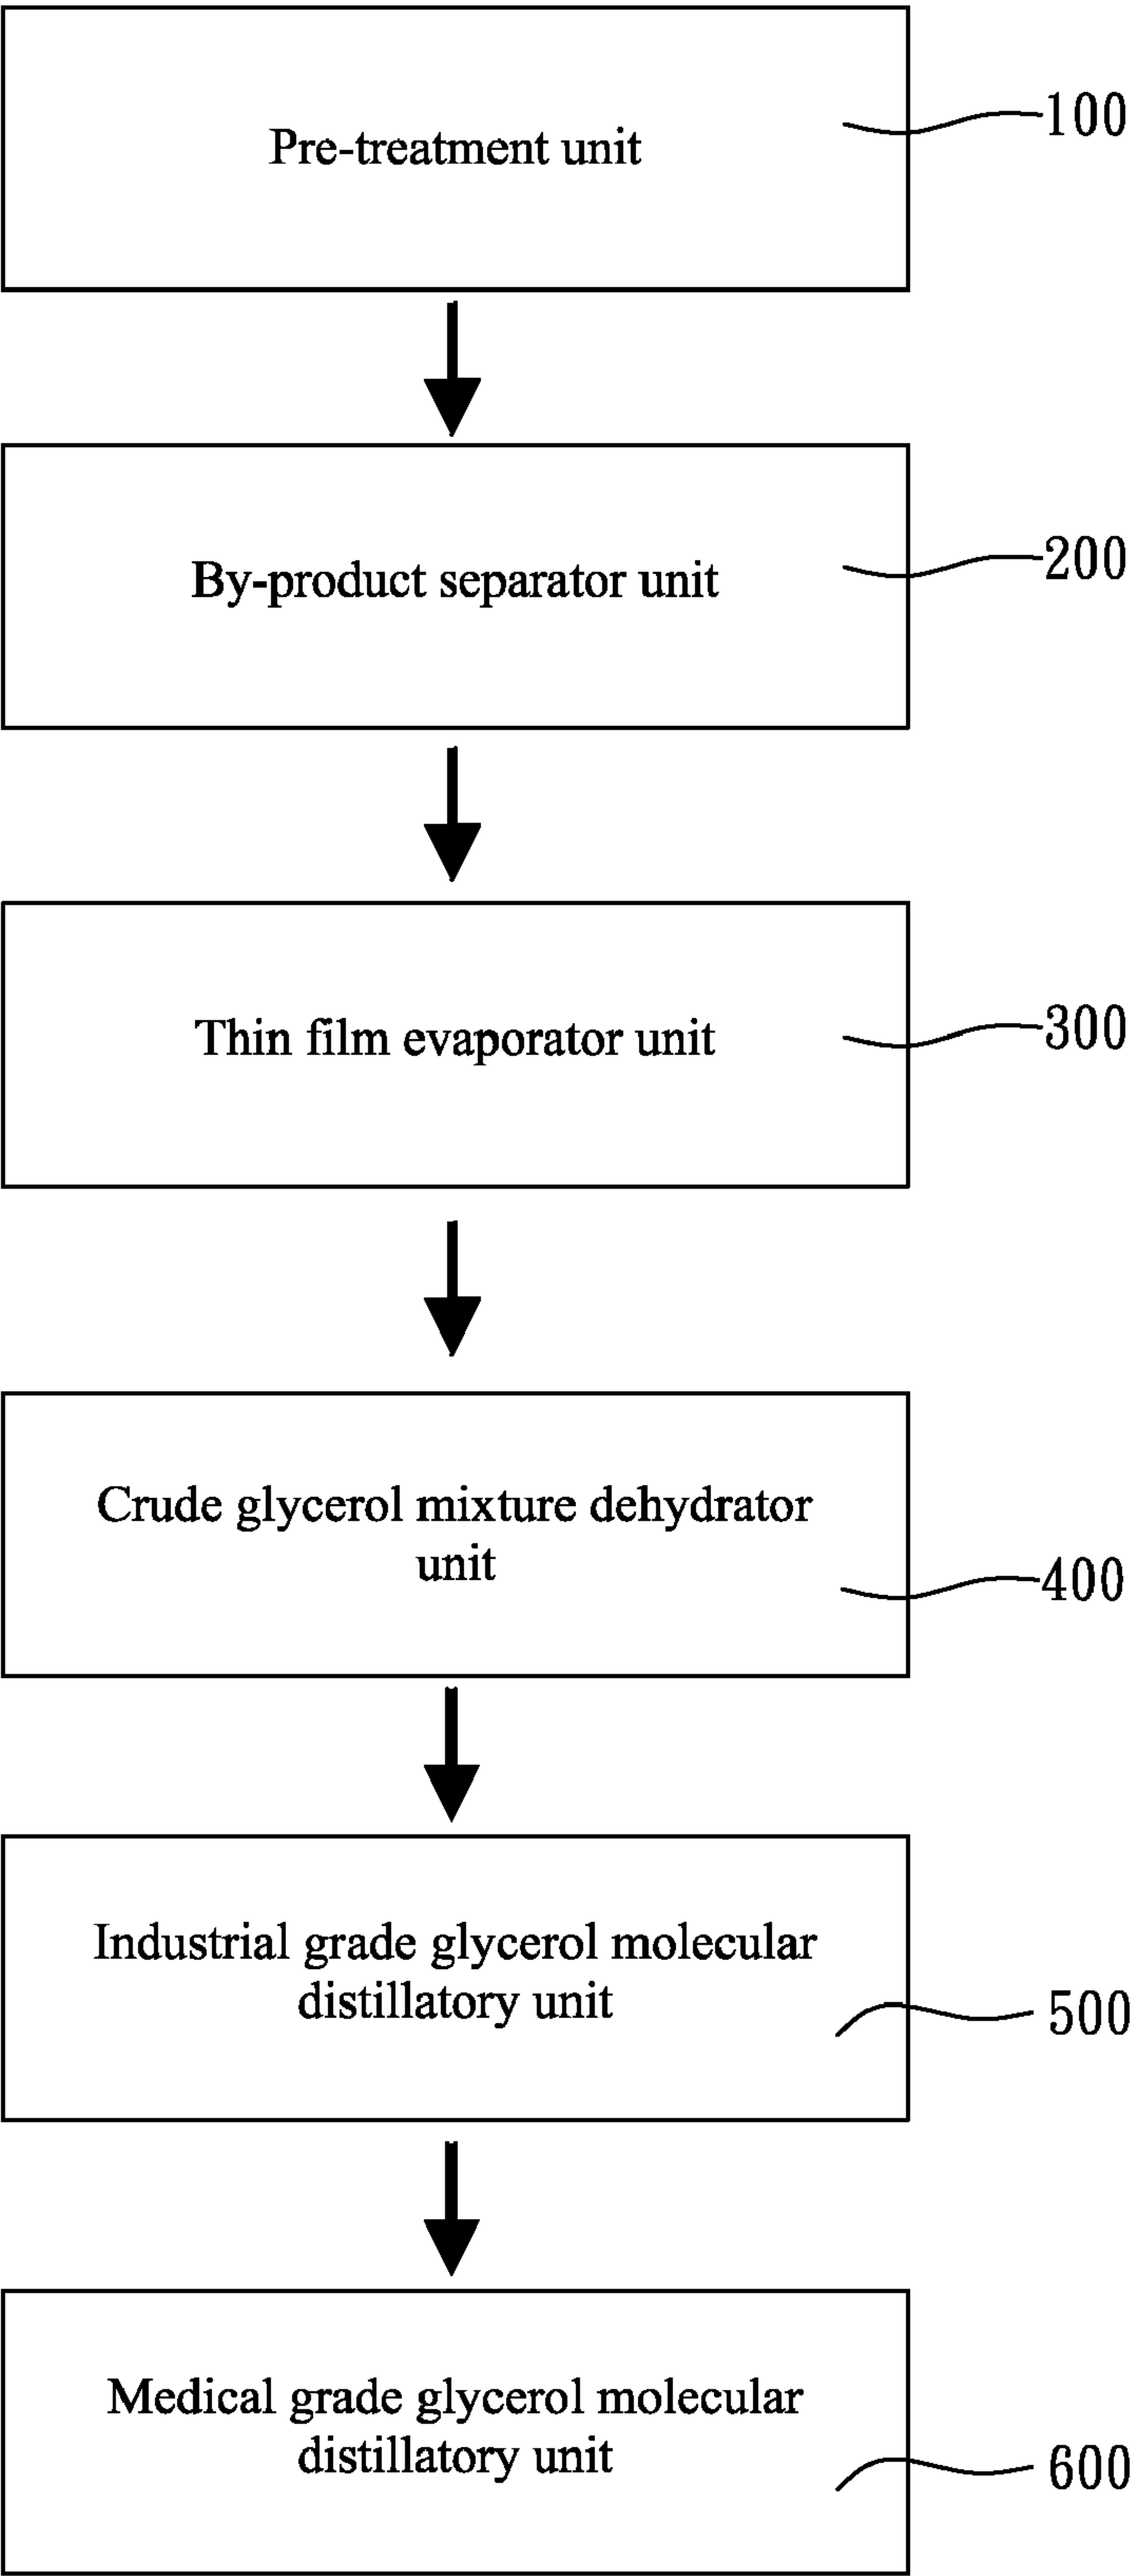 Pre-treatment unit
100
By-product separator unit
200
Thin film evaporator unit
300
Crude glycerol mixture dehydrator
unit
400
Industrial grade glycerol molecular
distillatory unit
500
Medical grade glycerol molecular
distillatory unit
600